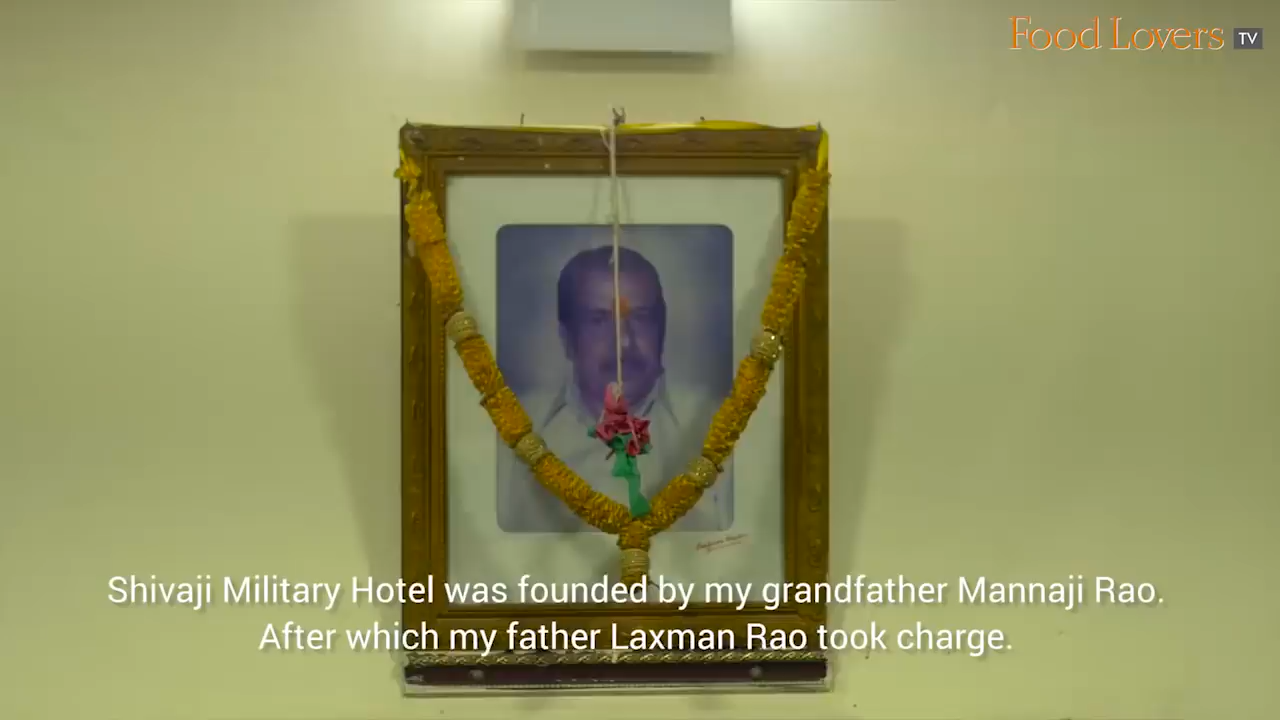 Food Lovers TV
Shivaji Military Hotel was founded by my grandfather Mannaji Rao.
After which my father Laxman Rao took charge.